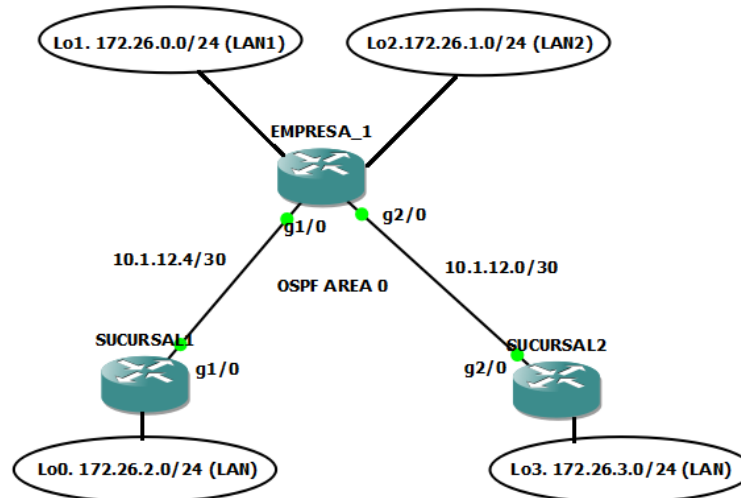 Lo1. 172.26.0.0/24 (LAN1)
Lo2.172.26.1.0/24 (LAN2)
EMPRESA_1
g1/0
g2/0
10.1.12.4/30
10.1.12.0/30
OSPF AREA 0
SUCURSAL1
g1/0
SUCURSAL2
g2/0
Lo0. 172.26.2.0/24 (LAN)
Lo3. 172.26.3.0/24 (LAN)